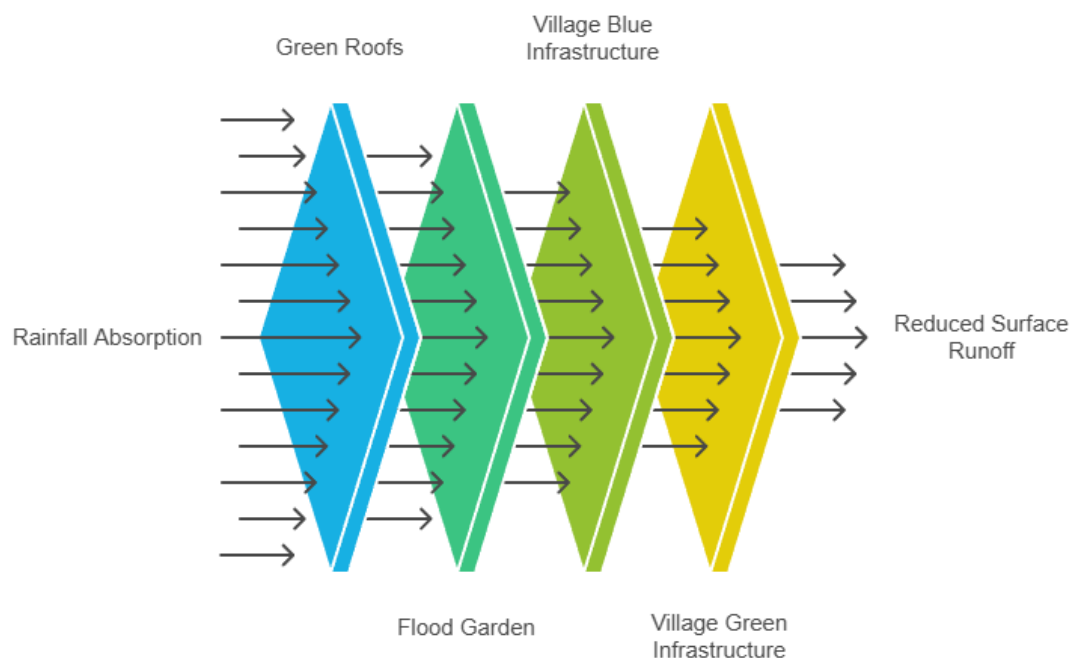 Green Roofs
Village Blue
Infrastructure
Rainfall Absorption
Reduced Surface
Runoff
Flood Garden
Village Green
Infrastructure